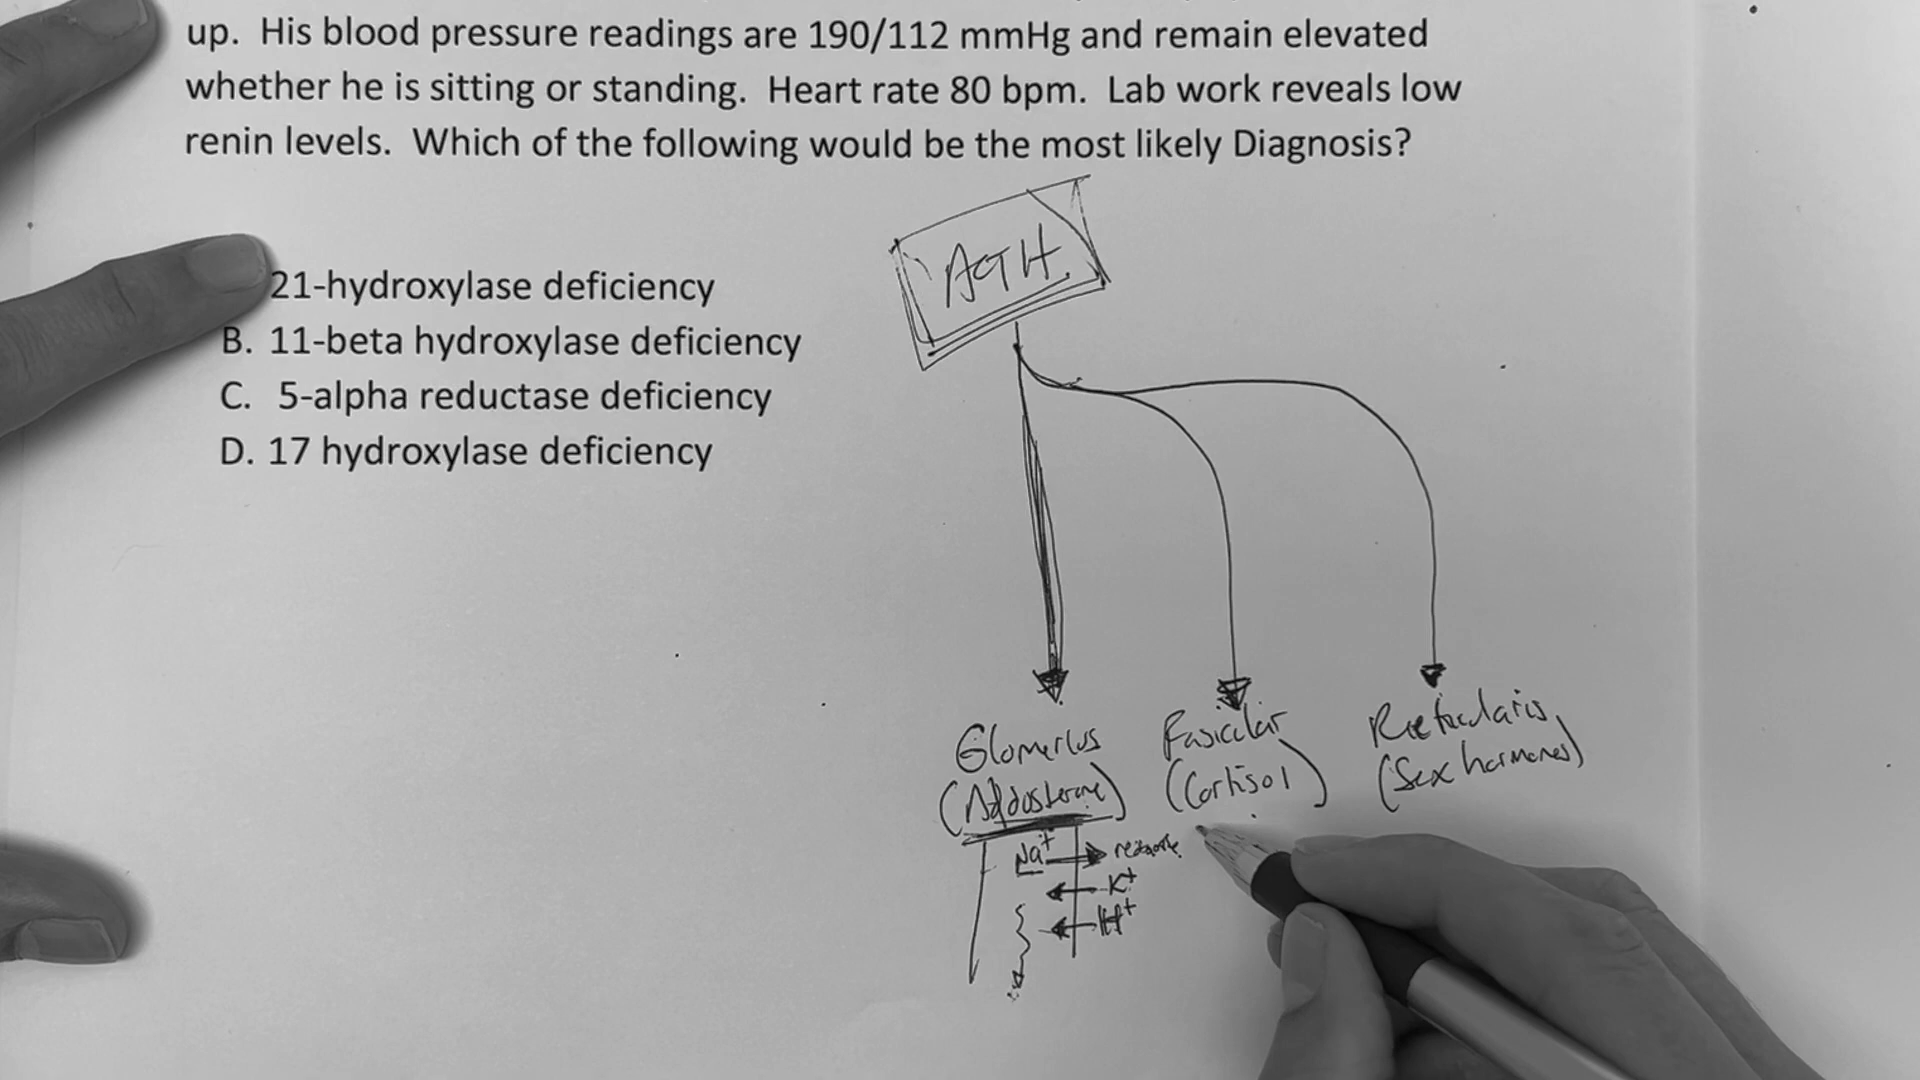 up. His blood pressure readings are 190/112 mmHg and remain elevated
whether he is sitting or standing. Heart rate 80 bpm. Lab work reveals low
renin levels. Which of the following would be the most likely Diagnosis?
21-hydroxylase deficiency
B. 11-beta hydroxylase deficiency
C. 5-alpha reductase deficiency
D. 17 hydroxylase deficiency
ACTH
Glomerlus
(Aldosterone)
Fasicular
(Cortisol)
Reticularis
(Sex hormones)
Na+
K+
H+